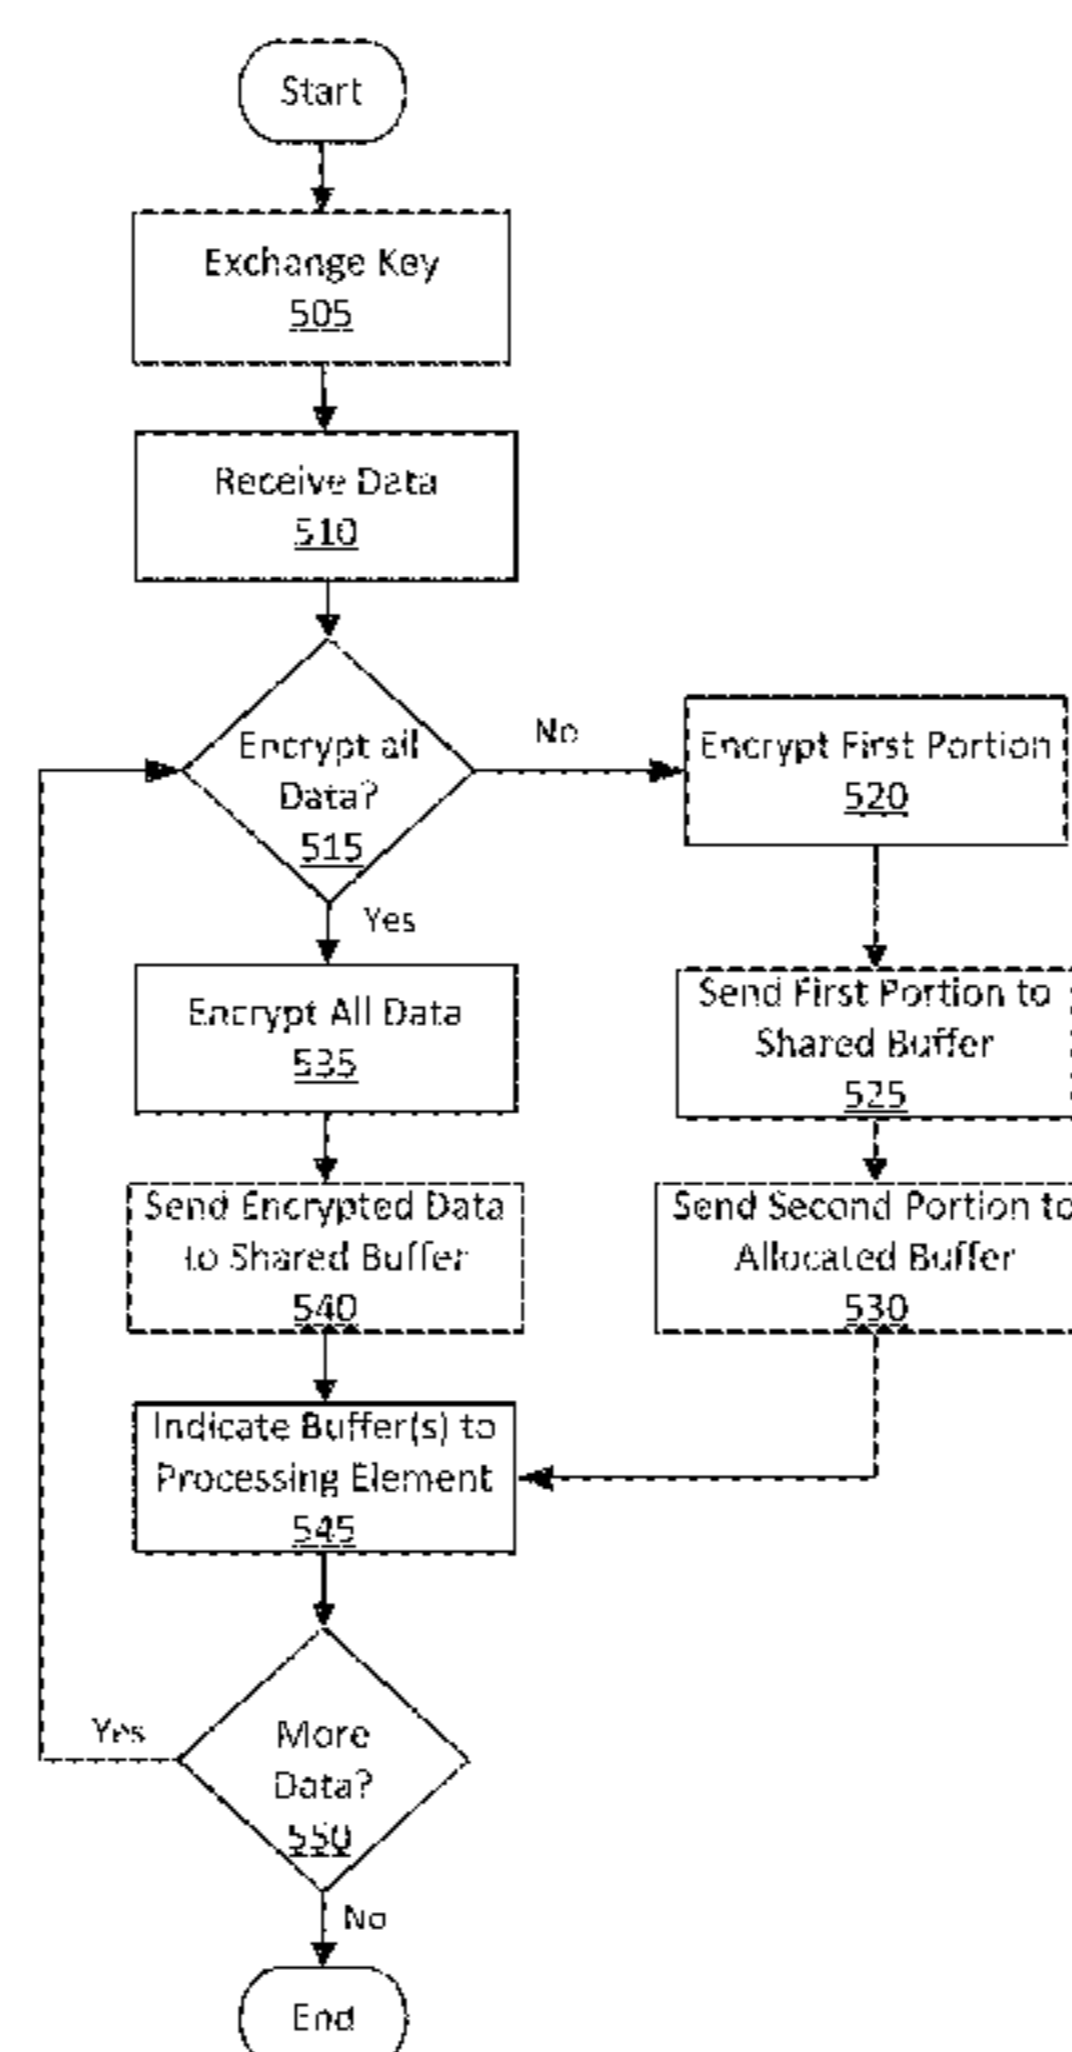 Start
Exchange Key
505
Receive Data
510
Encrypt all
Data?
515
No
Encrypt First Portion
520
Yes
Encrypt All Data
535
Send First Portion to
Shared Buffer
525
Send Encrypted Data
to Shared Buffer
540
Send Second Portion to
Allocated Buffer
530
Indicate Buffer(s) to
Processing Element
545
Yes
More
Data?
550
No
End